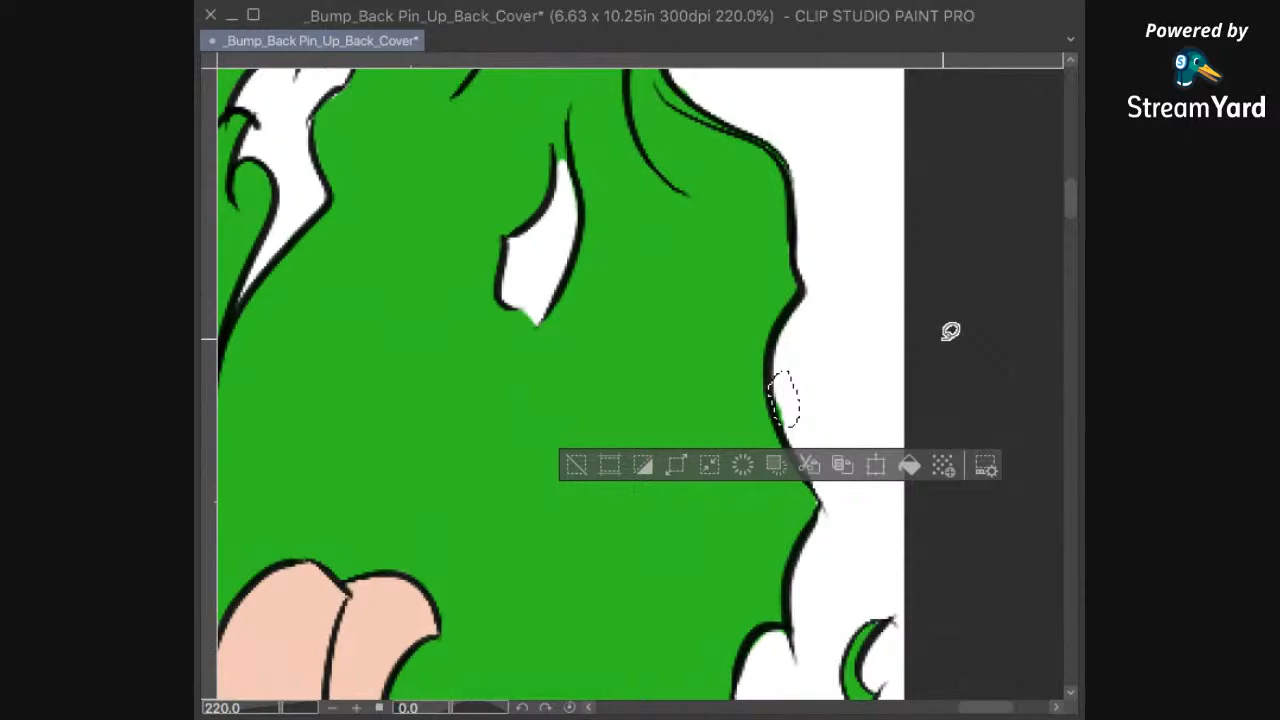 _Bump_Back Pin_Up_Back_Cover* (6.63 x 10.25in 300dpi 220.0%) - CLIP STUDIO PAINT PRO
_Bump_Back Pin_Up_Back_Cover*
Powered by
StreamYard
220.0
0.0